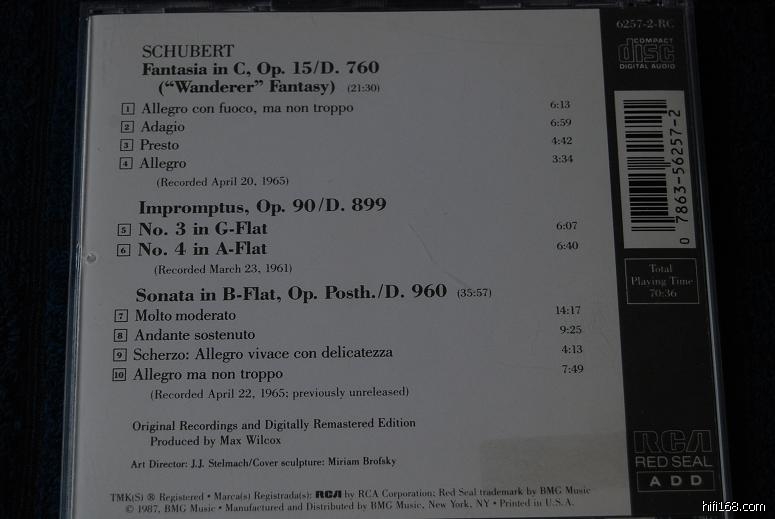 SCHUBERT
Fantasia in C, Op. 15/D. 760
("Wanderer" Fantasy) (21:30)
1 Allegro con fuoco, ma non troppo 6:13
2 Adagio 6:59
3 Presto 4:42
4 Allegro 3:34
(Recorded April 20, 1965)
Impromptus, Op. 90/D. 899
5 No. 3 in G-Flat 6:07
6 No. 4 in A-Flat 6:40
(Recorded March 23, 1961)
Sonata in B-Flat, Op. Posth./D. 960 (35:57)
7 Molto moderato 14:17
8 Andante sostenuto 9:25
9 Scherzo: Allegro vivace con delicatezza 4:13
10 Allegro ma non troppo 7:49
(Recorded April 22, 1965; previously unreleased)
Original Recordings and Digitally Remastered Edition
Produced by Max Wilcox
Art Director: J.J. Stelmach/Cover sculpture: Miriam Brofsky
TMK(S) ® Registered • Marca(s) Registrada(s): RCA by RCA Corporation; Red Seal trademark by BMG Music
© 1987, BMG Music • Manufactured and Distributed by BMG Music, New York, NY • Printed in U.S.A.
6257-2-RC
COMPACT
disc
DIGITAL AUDIO
0 7863-56257-2
Total
Playing Time
70:36
RCA
RED SEAL
A D D
hifi168.com